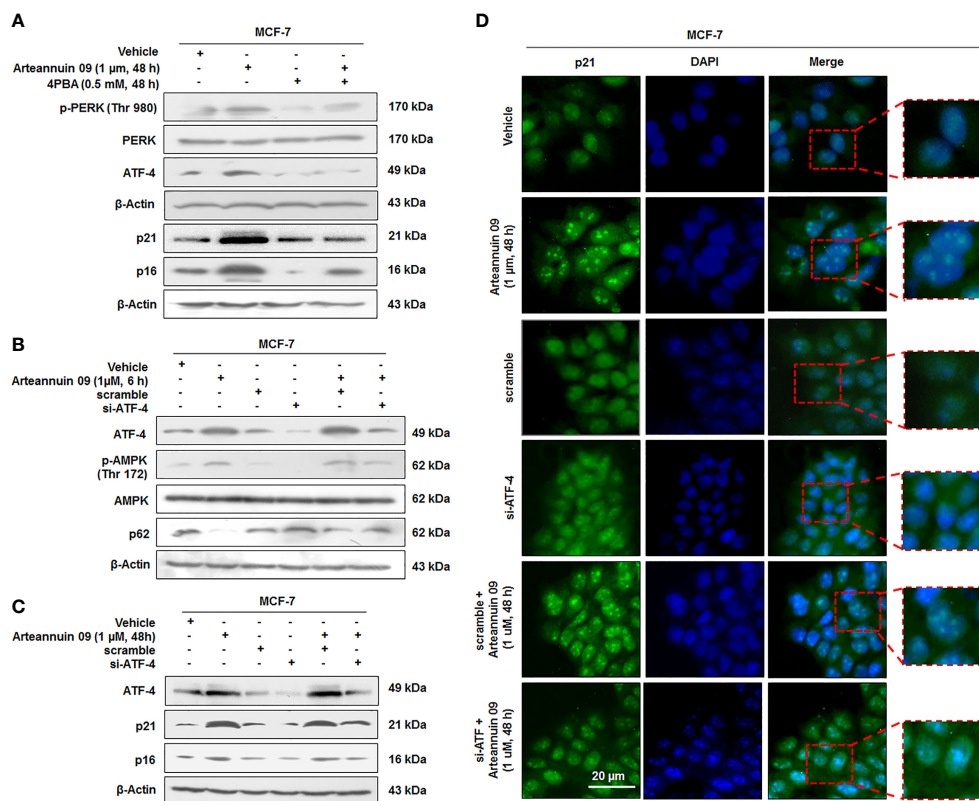 A
MCF-7
Vehicle + - - -
Arteannuin 09 (1 µm, 48 h) - + - +
4PBA (0.5 mM, 48 h) - - + +
p-PERK (Thr 980) 170 kDa
PERK 170 kDa
ATF-4 49 kDa
β-Actin 43 kDa
p21 21 kDa
p16 16 kDa
β-Actin 43 kDa
B
MCF-7
Vehicle + - - - - -
Arteannuin 09 (1µM, 6 h) - + - - + +
scramble - - + - + -
si-ATF-4 - - - + - +
ATF-4 49 kDa
p-AMPK
(Thr 172) 62 kDa
AMPK 62 kDa
p62 62 kDa
β-Actin 43 kDa
C
MCF-7
Vehicle + - - - - -
Arteannuin 09 (1 µM, 48h) - + - - + +
scramble - - + - + -
si-ATF-4 - - - + - +
ATF-4 49 kDa
p21 21 kDa
p16 16 kDa
β-Actin 43 kDa
D
MCF-7
p21 DAPI Merge
Vehicle
Arteannuin 09
(1 µm, 48 h)
scramble
si-ATF-4
scramble +
Arteannuin 09
(1 uM, 48 h)
si-ATF +
Arteannuin 09
(1 uM, 48 h)
20 µm